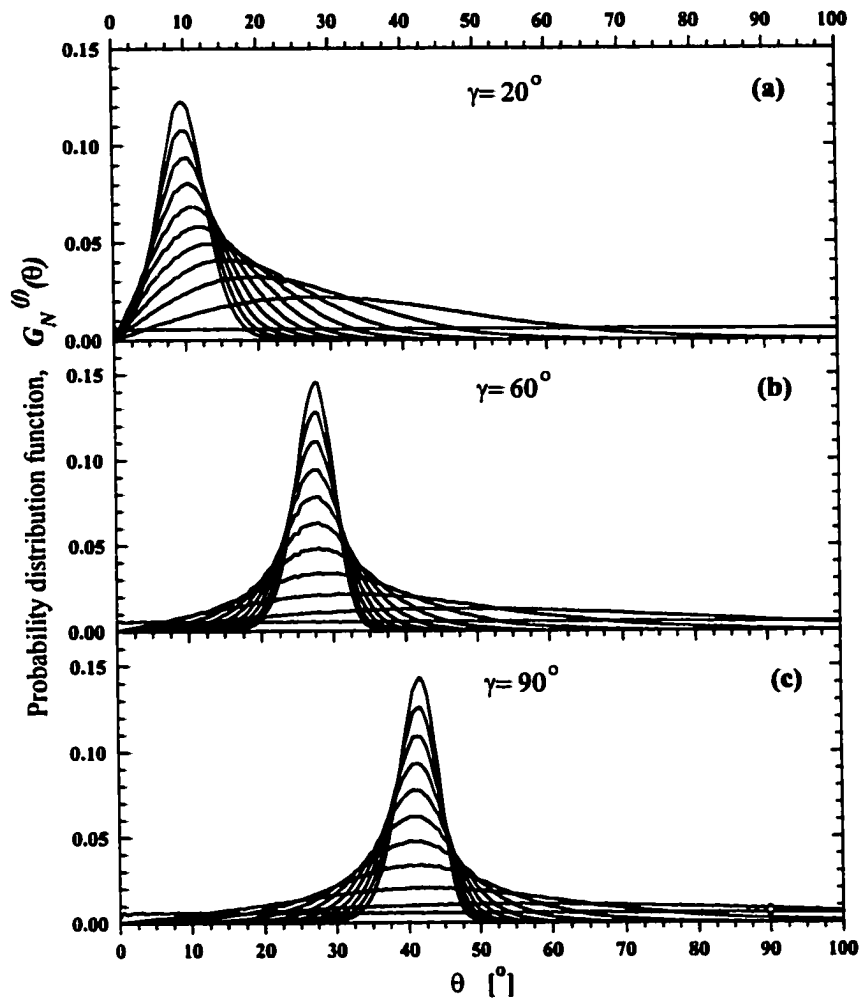 0 10 20 30 40 50 60 70 80 90 100
0.15
0.10
0.05
0.00
γ= 20°
(a)
0.15
0.10
0.05
0.00
γ= 60°
(b)
0.15
0.10
0.05
0.00
γ= 90°
(c)
0 10 20 30 40 50 60 70 80 90 100
θ [°]
Probability distribution function, G_N^(j)(θ)